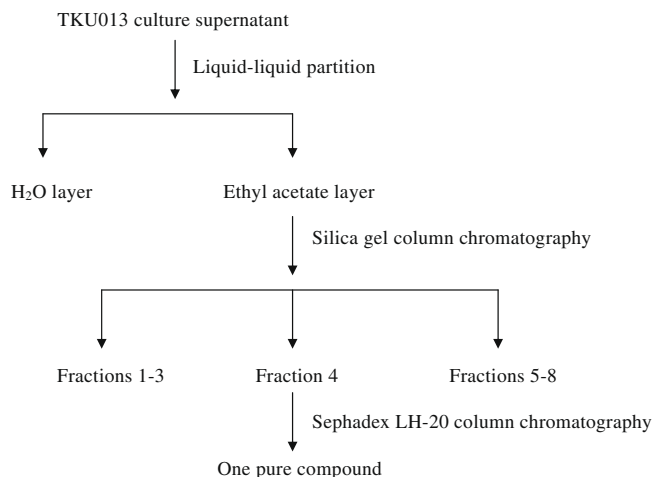 TKU013 culture supernatant
Liquid-liquid partition
H₂O layer
Ethyl acetate layer
Silica gel column chromatography
Fractions 1-3
Fraction 4
Fractions 5-8
Sephadex LH-20 column chromatography
One pure compound